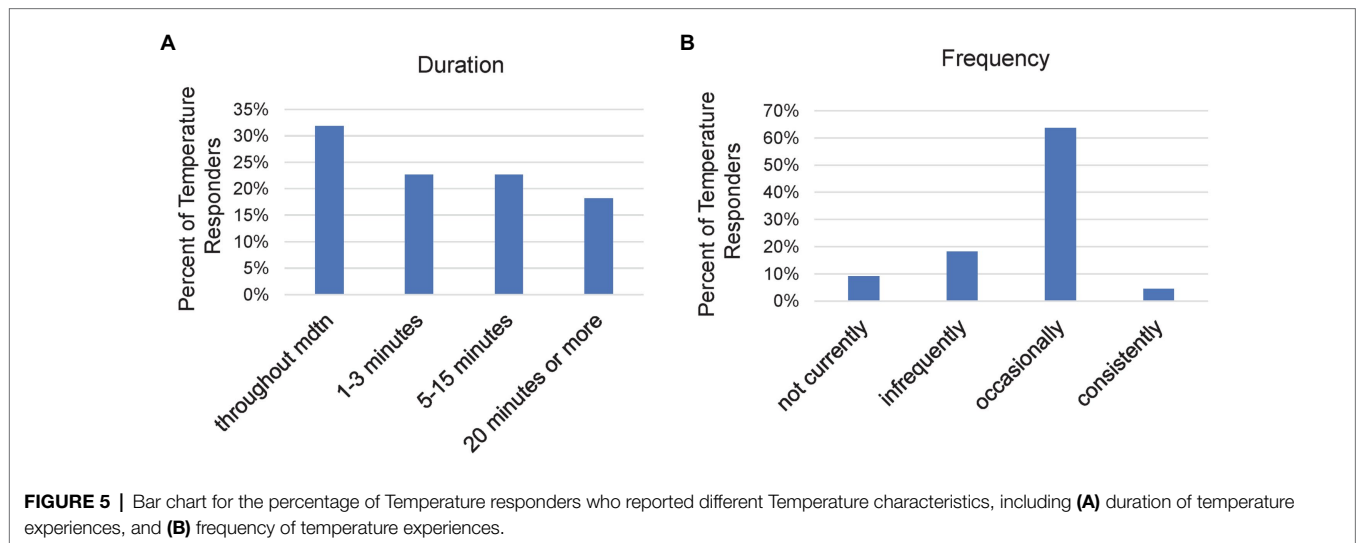 A
Duration
Percent of Temperature
Responders
35%
30%
25%
20%
15%
10%
5%
0%
throughout mdtn
1-3 minutes
5-15 minutes
20 minutes or more
B
Frequency
Percent of Temperature
Responders
70%
60%
50%
40%
30%
20%
10%
0%
not currently
infrequently
occasionally
consistently
FIGURE 5 | Bar chart for the percentage of Temperature responders who reported different Temperature characteristics, including (A) duration of temperature
experiences, and (B) frequency of temperature experiences.